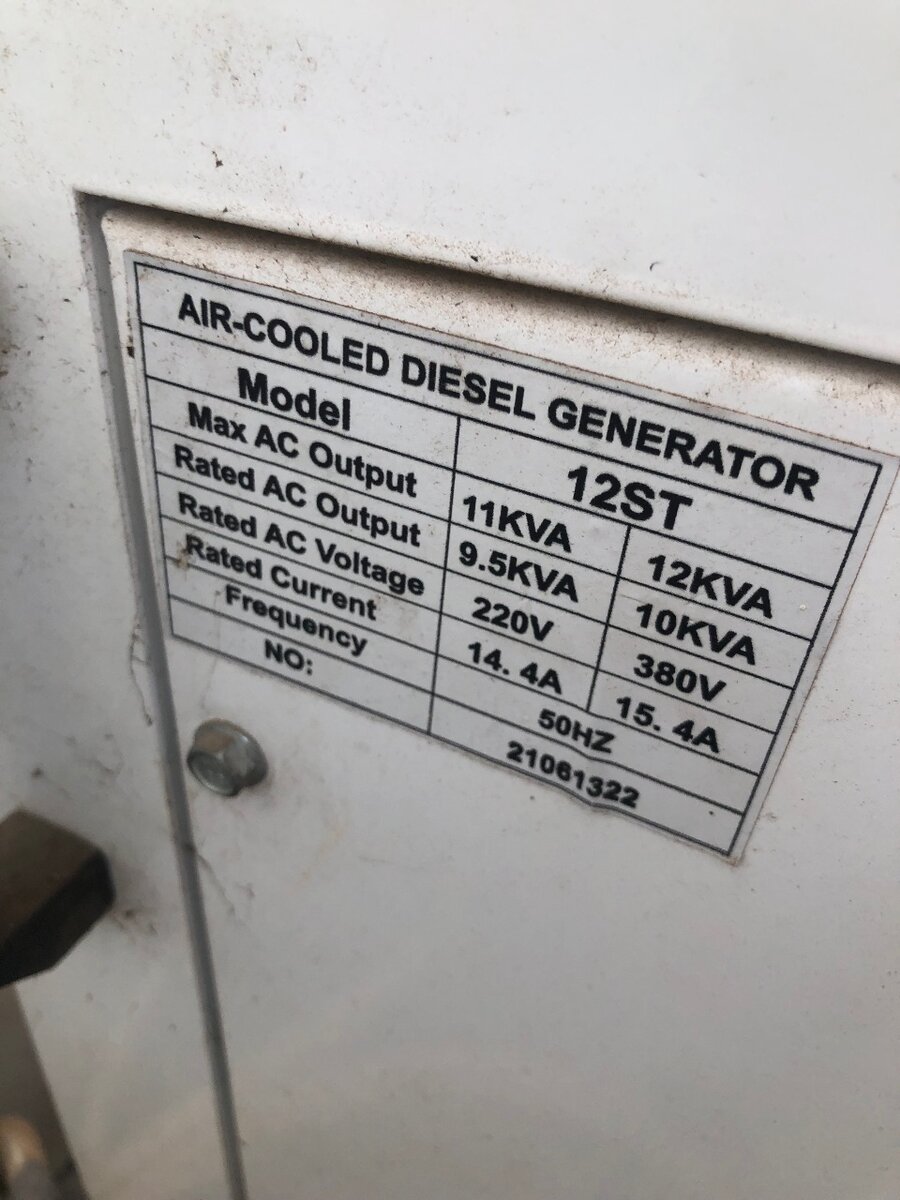 AIR-COOLED DIESEL GENERATOR
Model 12ST
Max AC Output 11KVA 12KVA
Rated AC Output 9.5KVA 10KVA
Rated AC Voltage 220V 380V
Rated Current 14. 4A 15. 4A
Frequency 50HZ
NO: 21061322